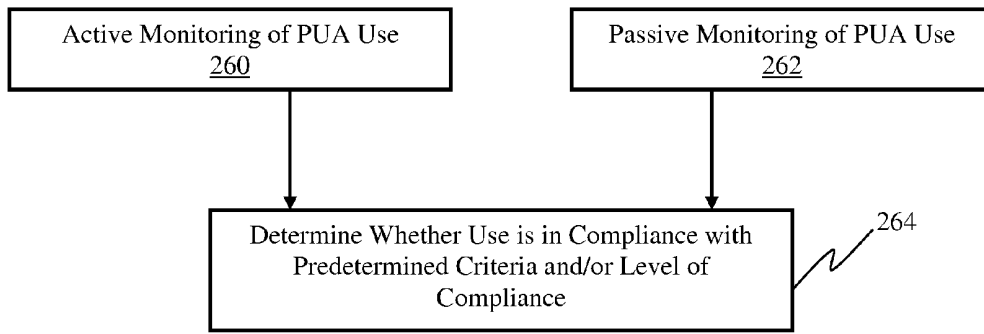 Active Monitoring of PUA Use
260
Passive Monitoring of PUA Use
262
Determine Whether Use is in Compliance with
Predetermined Criteria and/or Level of
Compliance
264